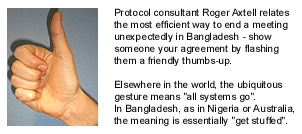 Protocol consultant Roger Axtell relates
the most efficient way to end a meeting
unexpectedly in Bangladesh - show
someone your agreement by flashing
them a friendly thumbs-up.

Elsewhere in the world, the ubiquitous
gesture means "all systems go".
In Bangladesh, as in Nigeria or Australia,
the meaning is essentially "get stuffed".